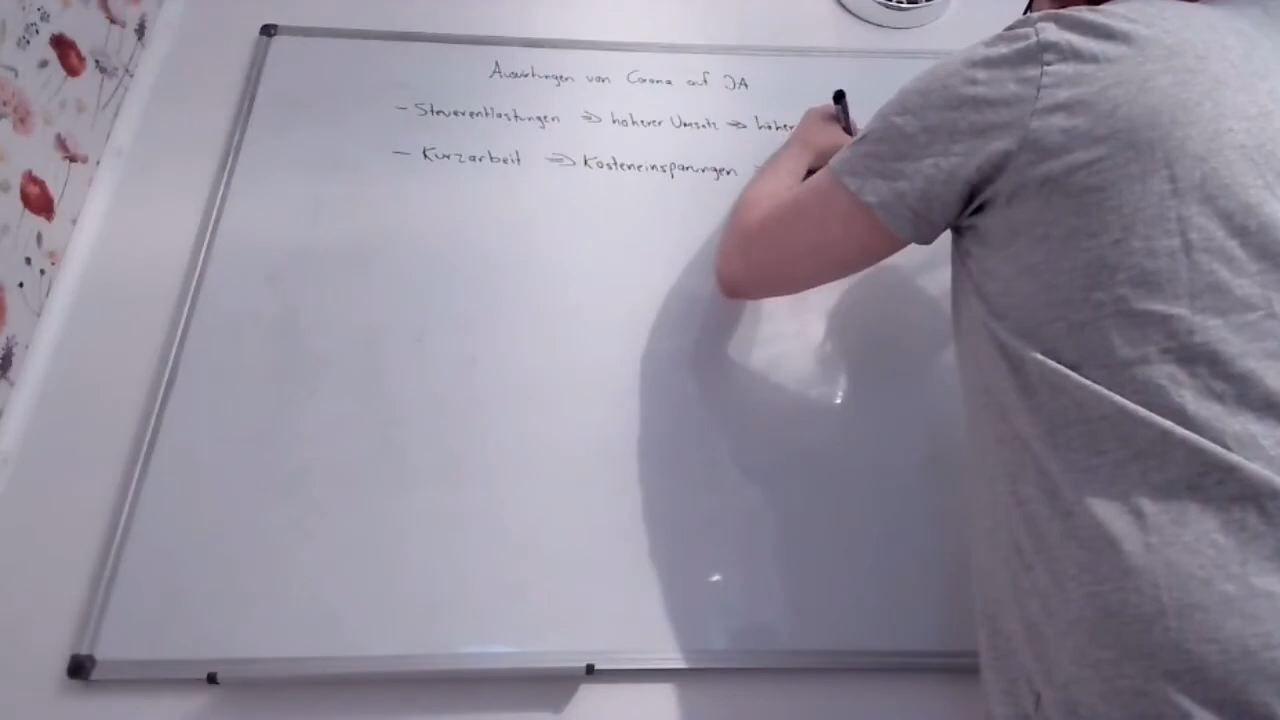 Auswirkungen von Corona auf JA
- Steuerentlastungen => höherer Umsatz => höher
- Kurzarbeit => Kosteneinsparungen